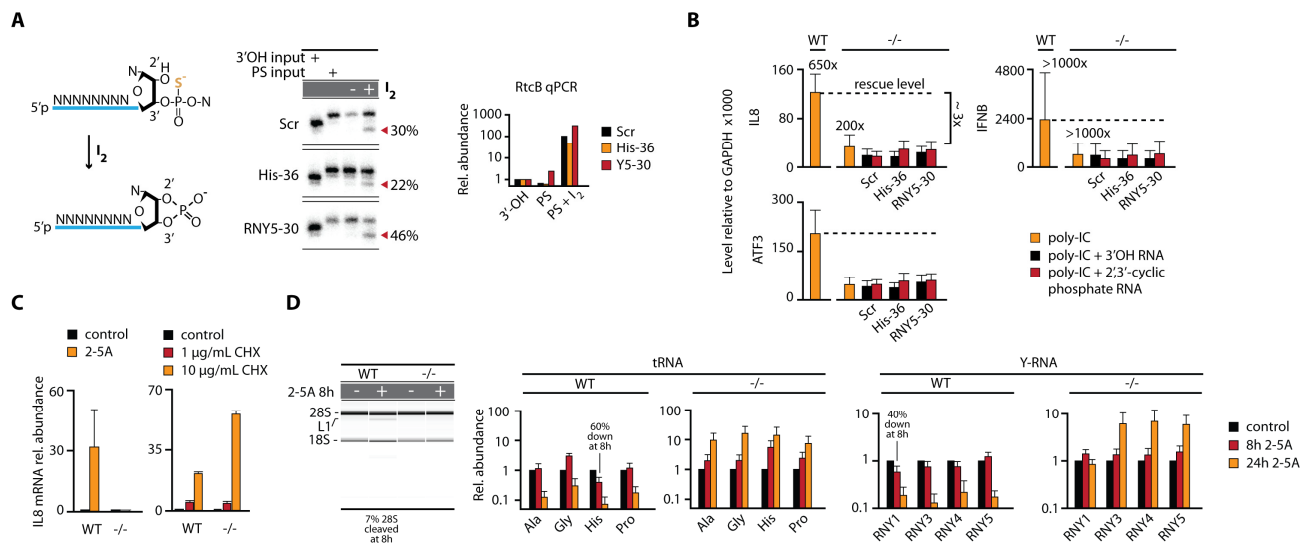 A
2'
N
H
O
S-
O
O-P-O-N
5'p
NNNNNNNNN
3'
O
I2
2'
N
O
O
O-
P
O
O
5'p
NNNNNNNNN
3'
3'OH input +
PS input +
- + I2
Scr
30%
His-36
22%
RNY5-30
46%
RtcB qPCR
Rel. abundance
1000
100
10
1
3'-OH
PS
PS + I2
Scr
His-36
Y5-30
B
WT
-/-
Level relative to GAPDH x1000
IL8
160
80
0
650x
rescue level
200x
~3x
Scr
His-36
RNY5-30
WT
-/-
IFNB
4800
2400
0
>1000x
>1000x
Scr
His-36
RNY5-30
ATF3
300
150
0
Scr
His-36
RNY5-30
poly-IC
poly-IC + 3'OH RNA
poly-IC + 2',3'-cyclic
phosphate RNA
C
control
2-5A
control
1 μg/mL CHX
10 μg/mL CHX
IL8 mRNA rel. abundance
60
30
0
WT
-/-
70
35
0
WT
-/-
D
WT
-/-
2-5A 8h
- + - +
28S -
L1
18S -
7% 28S
cleaved
at 8h
tRNA
WT
-/-
Rel. abundance
100
10
1
0.1
60%
down
at 8h
Ala
Gly
His
Pro
100
10
1
0.1
Ala
Gly
His
Pro
Y-RNA
WT
-/-
10
1
0.1
40%
down
at 8h
RNY1
RNY3
RNY4
RNY5
10
1
0.1
RNY1
RNY3
RNY4
RNY5
control
8h 2-5A
24h 2-5A